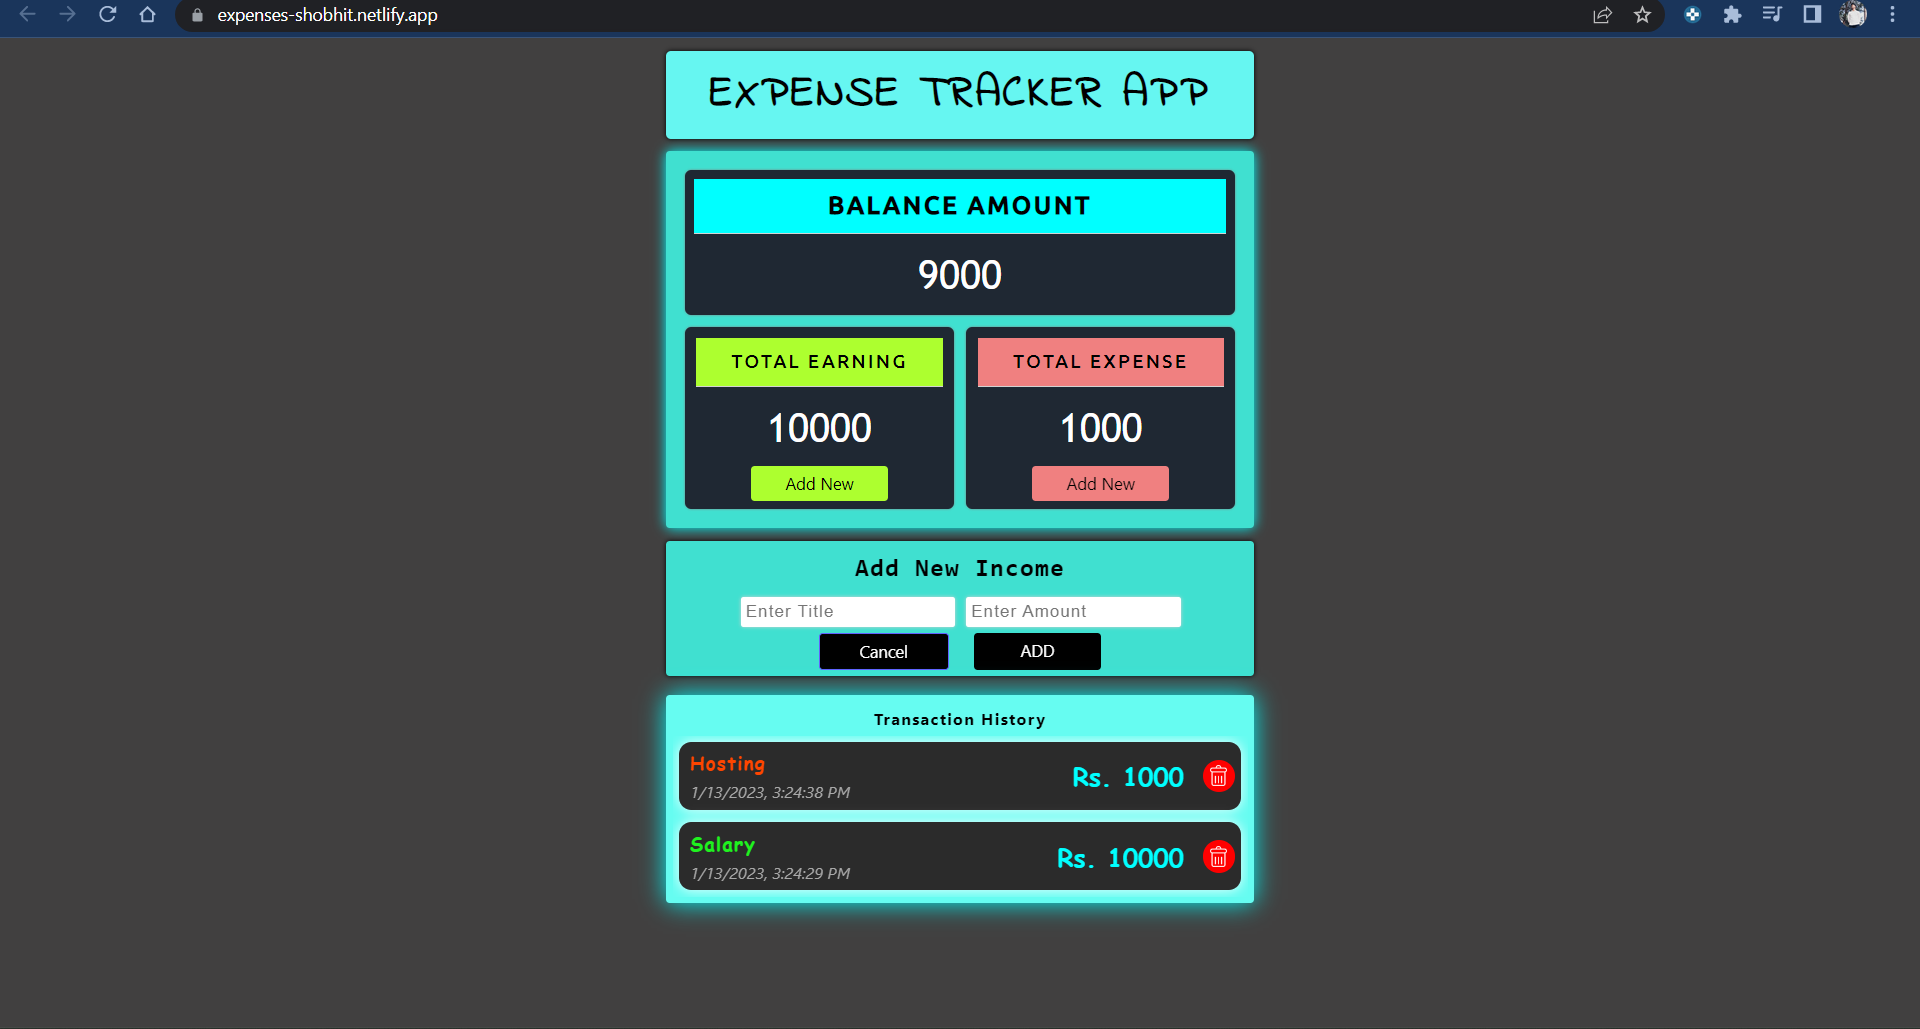 expenses-shobhit.netlify.app
EXPENSE TRACKER APP
BALANCE AMOUNT
9000
TOTAL EARNING
TOTAL EXPENSE
10000
1000
Add New
Add New
Add New Income
Enter Title
Enter Amount
Cancel
ADD
Transaction History
Hosting
1/13/2023, 3:24:38 PM
Rs. 1000
Salary
1/13/2023, 3:24:29 PM
Rs. 10000